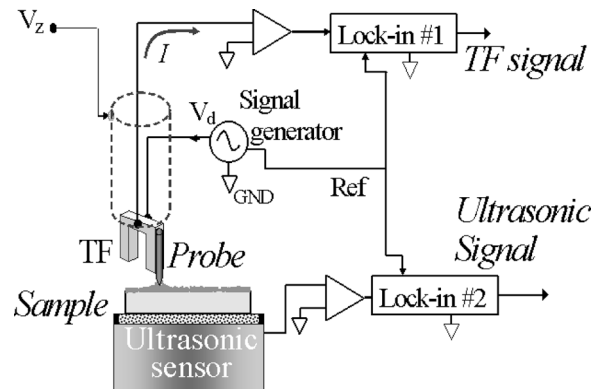 Vz
I
Lock-in #1
TF signal
Signal
generator
Vd
GND
Ref
TF
Probe
Ultrasonic
Signal
Sample
Lock-in #2
Ultrasonic
sensor